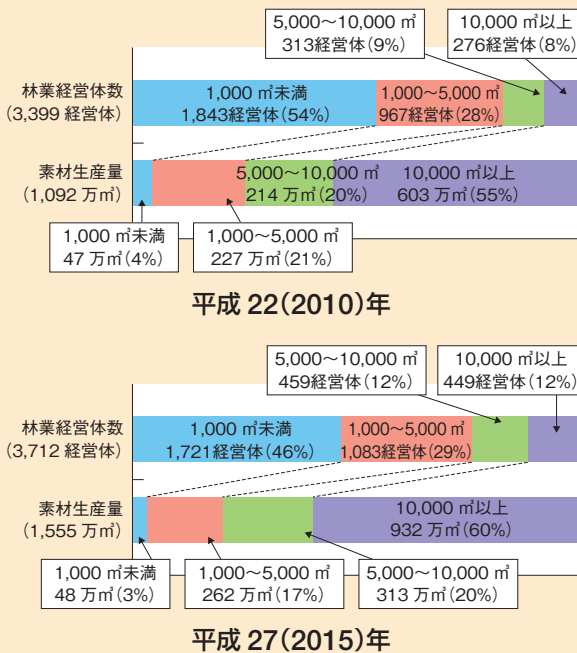 5,000～10,000 ㎥
313経営体(9%)
10,000 ㎥以上
276経営体(8%)
林業経営体数
(3,399 経営体)
1,000 ㎥未満
1,843経営体(54%)
1,000～5,000 ㎥
967経営体(28%)
素材生産量
(1,092 万㎥)
5,000～10,000 ㎥
214 万㎥(20%)
10,000 ㎥以上
603 万㎥(55%)
1,000 ㎥未満
47 万㎥(4%)
1,000～5,000 ㎥
227 万㎥(21%)
平成 22(2010)年
5,000～10,000 ㎥
459経営体(12%)
10,000 ㎥以上
449経営体(12%)
林業経営体数
(3,712 経営体)
1,000 ㎥未満
1,721経営体(46%)
1,000～5,000 ㎥
1,083経営体(29%)
素材生産量
(1,555 万㎥)
10,000 ㎥以上
932 万㎥(60%)
1,000 ㎥未満
48 万㎥(3%)
1,000～5,000 ㎥
262 万㎥(17%)
5,000～10,000 ㎥
313 万㎥(20%)
平成 27(2015)年